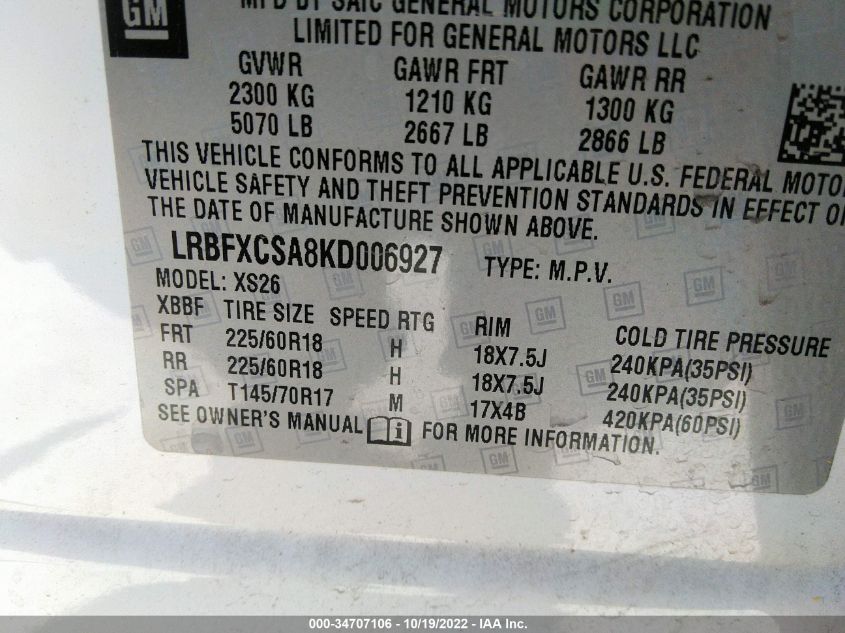 GM
MFD BY SAIC GENERAL MOTORS CORPORATION
LIMITED FOR GENERAL MOTORS LLC
GVWR GAWR FRT GAWR RR
2300 KG 1210 KG 1300 KG
5070 LB 2667 LB 2866 LB
THIS VEHICLE CONFORMS TO ALL APPLICABLE U.S. FEDERAL MOTO
VEHICLE SAFETY AND THEFT PREVENTION STANDARDS IN EFFECT O
THE DATE OF MANUFACTURE SHOWN ABOVE.
LRBFXCSA8KD006927 TYPE: M.P.V.
MODEL: XS26
XBBF TIRE SIZE SPEED RTG RIM COLD TIRE PRESSURE
FRT 225/60R18 H 18X7.5J 240KPA(35PSI)
RR 225/60R18 H 18X7.5J 240KPA(35PSI)
SPA T145/70R17 M 17X4B 420KPA(60PSI)
SEE OWNER'S MANUAL i FOR MORE INFORMATION.
000-34707106 - 10/19/2022 - IAA Inc.